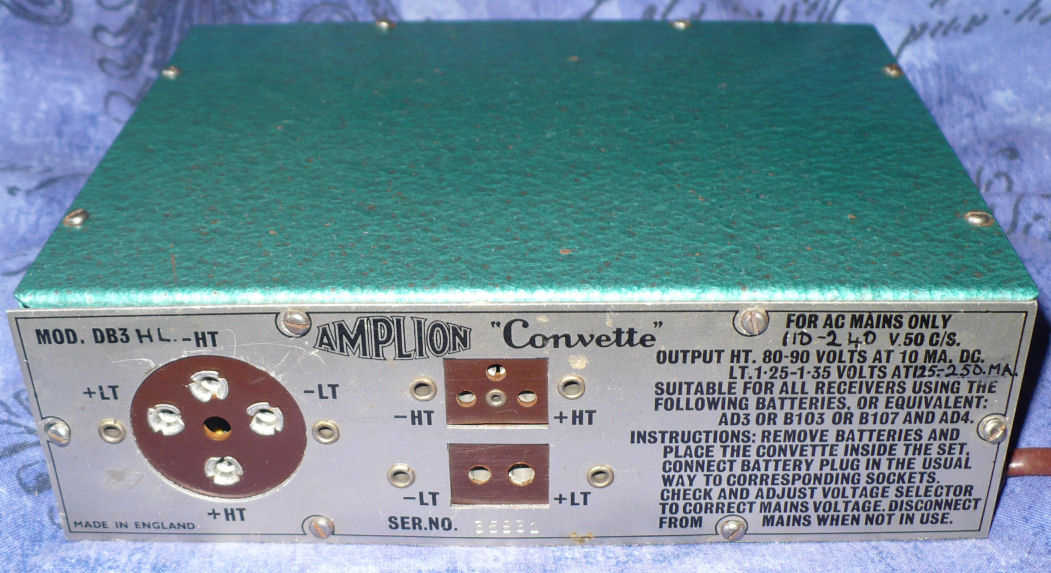 MOD. DB3 HL.
-HT
+LT
-LT
+HT
MADE IN ENGLAND
AMPLION "Convette"
-HT
+HT
-LT
+LT
SER.NO. 35931
FOR AC MAINS ONLY
110-240 V.50 C/S.
OUTPUT HT. 80-90 VOLTS AT 10 MA. DC.
LT.1·25-1·35 VOLTS AT 125-250.MA.
SUITABLE FOR ALL RECEIVERS USING THE
FOLLOWING BATTERIES, OR EQUIVALENT:
AD3 OR B103 OR B107 AND AD4.
INSTRUCTIONS: REMOVE BATTERIES AND
PLACE THE CONVETTE INSIDE THE SET,
CONNECT BATTERY PLUG IN THE USUAL
WAY TO CORRESPONDING SOCKETS.
CHECK AND ADJUST VOLTAGE SELECTOR
TO CORRECT MAINS VOLTAGE. DISCONNECT
FROM MAINS WHEN NOT IN USE.